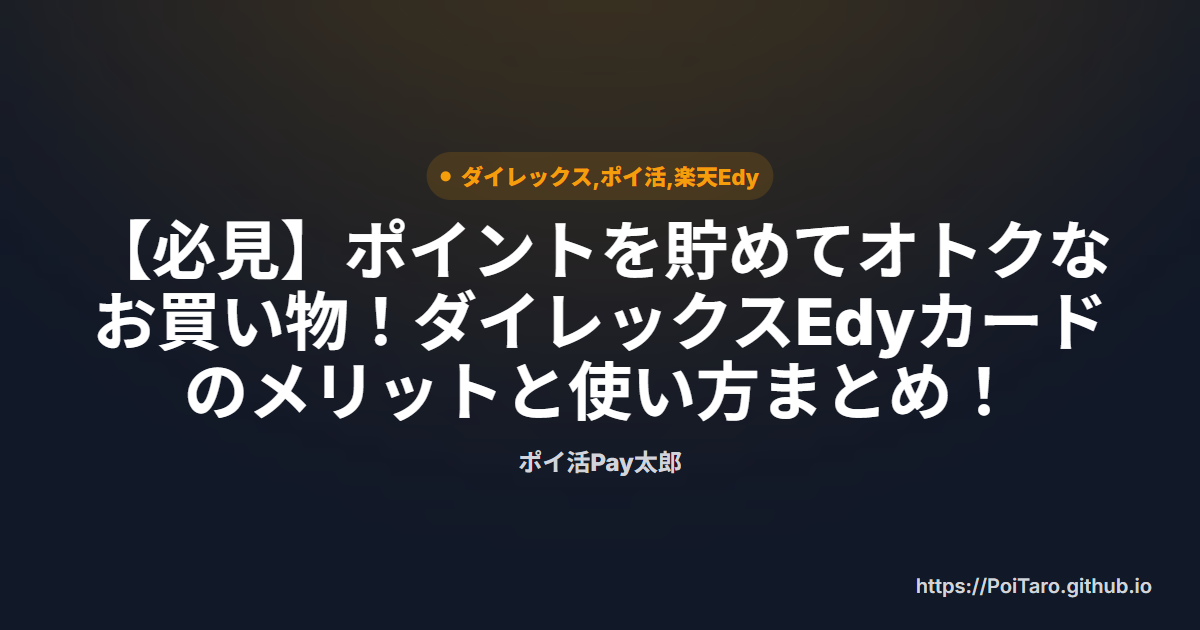 ダイレックス,ポイ活,楽天Edy
【必見】ポイントを貯めてオトクな
お買い物！ダイレックスEdyカード
のメリットと使い方まとめ！
ポイ活Pay太郎
https://PoiTaro.github.io